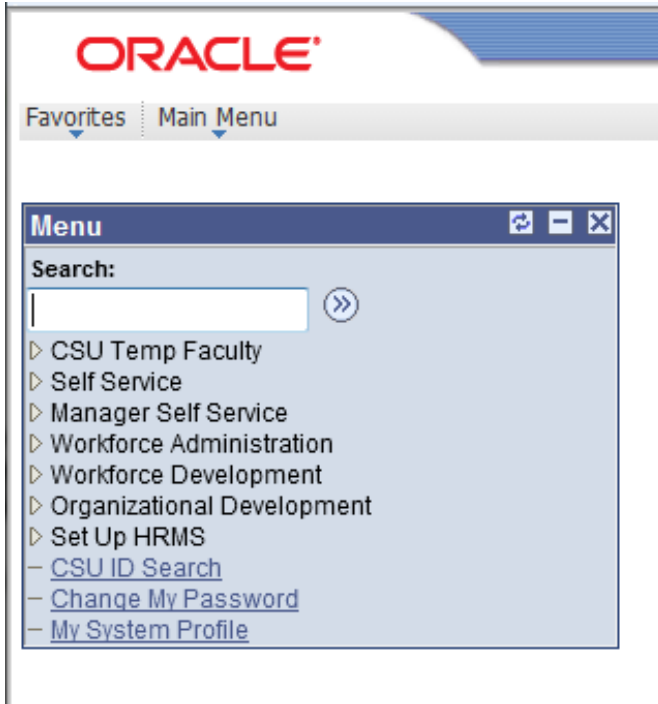 ORACLE
Favorites Main Menu
Menu
Search:
CSU Temp Faculty
Self Service
Manager Self Service
Workforce Administration
Workforce Development
Organizational Development
Set Up HRMS
CSU ID Search
Change My Password
My System Profile